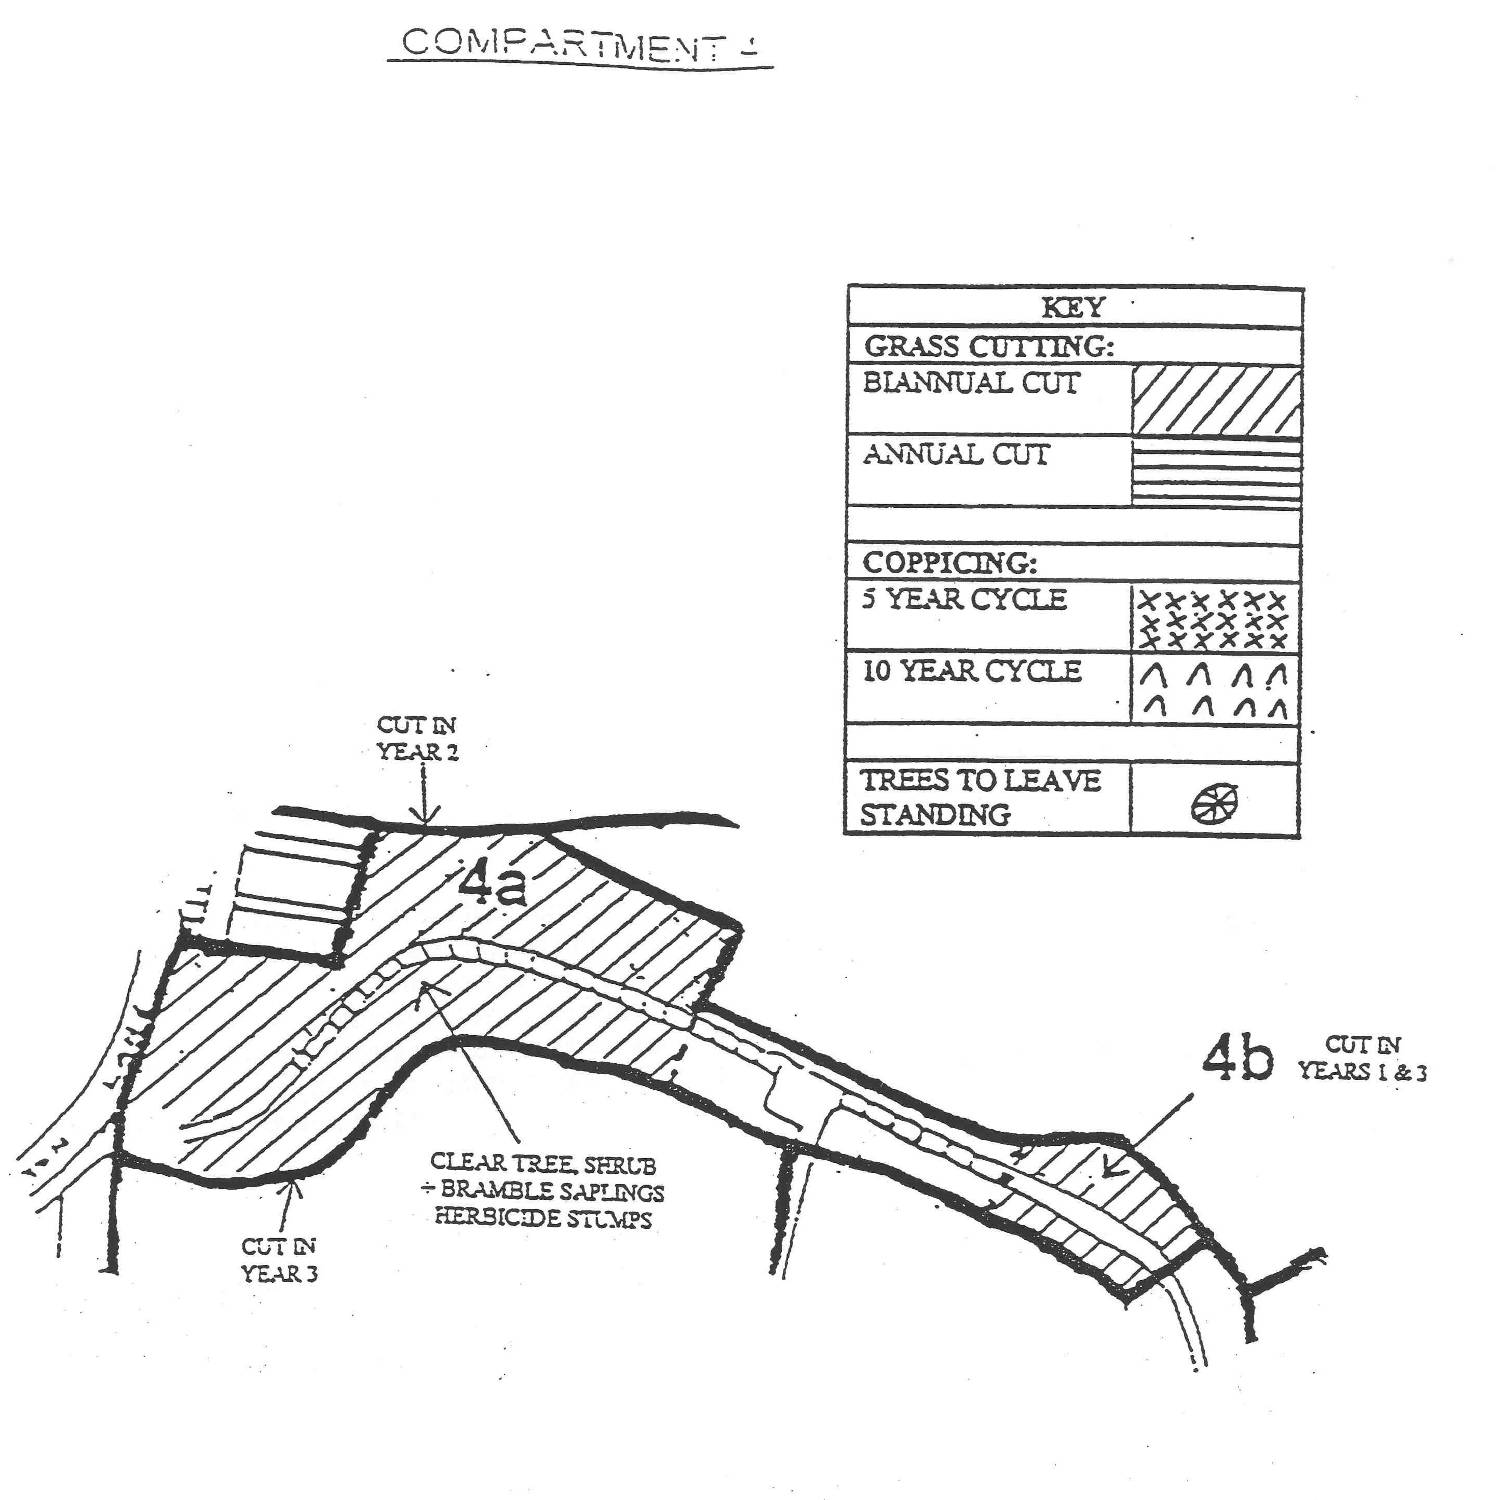 COMPARTMENT 4
KEY
GRASS CUTTING:
BIANNUAL CUT
ANNUAL CUT
COPPICING:
5 YEAR CYCLE
10 YEAR CYCLE
TREES TO LEAVE
STANDING
CUT IN
YEAR 2
4a
4b
CUT IN
YEARS 1 & 3
CLEAR TREE, SHRUB
+ BRAMBLE SAPLINGS
HERBICIDE STUMPS
CUT IN
YEAR 3